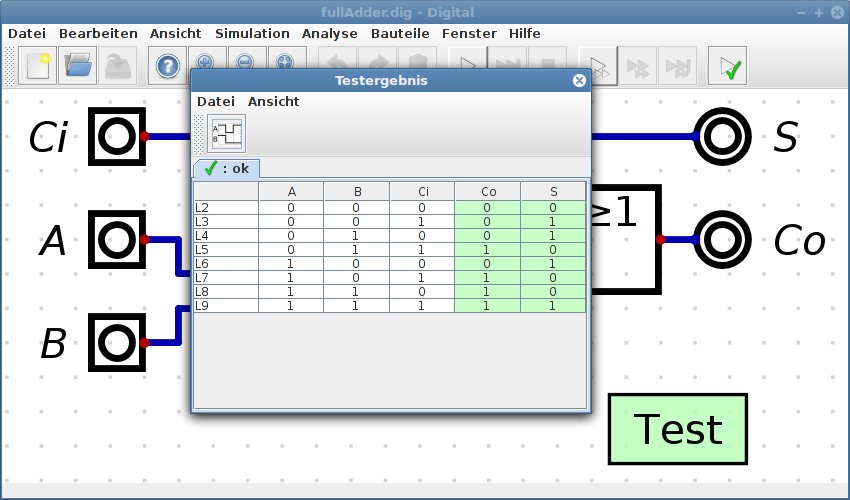 fullAdder.dig - Digital
Datei Bearbeiten Ansicht Simulation Analyse Bauteile Fenster Hilfe
Testergebnis
Datei Ansicht
A
B
: ok
A B Ci Co S
L2 0 0 0 0 0
L3 0 0 1 0 1
L4 0 1 0 0 1
L5 0 1 1 1 0
L6 1 0 0 0 1
L7 1 0 1 1 0
L8 1 1 0 1 0
L9 1 1 1 1 1
Ci
S
≥1
A
Co
B
Test